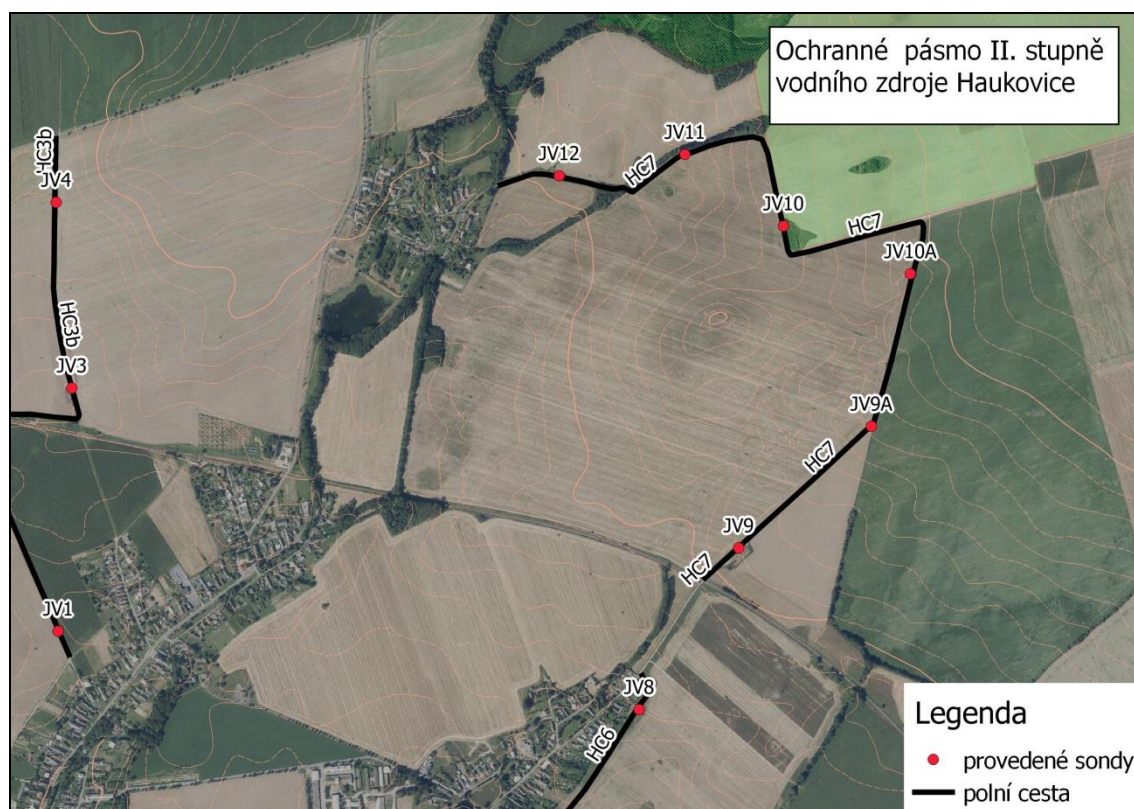 Ochranné pásmo II. stupně
vodního zdroje Haukovice
HC3b
JV4
HC3b
JV3
JV1
JV12
HC7
JV11
JV10
HC7
JV10A
JV9A
HC7
JV9
HC7
JV8
HC6
Legenda
provedené sondy
polní cesta